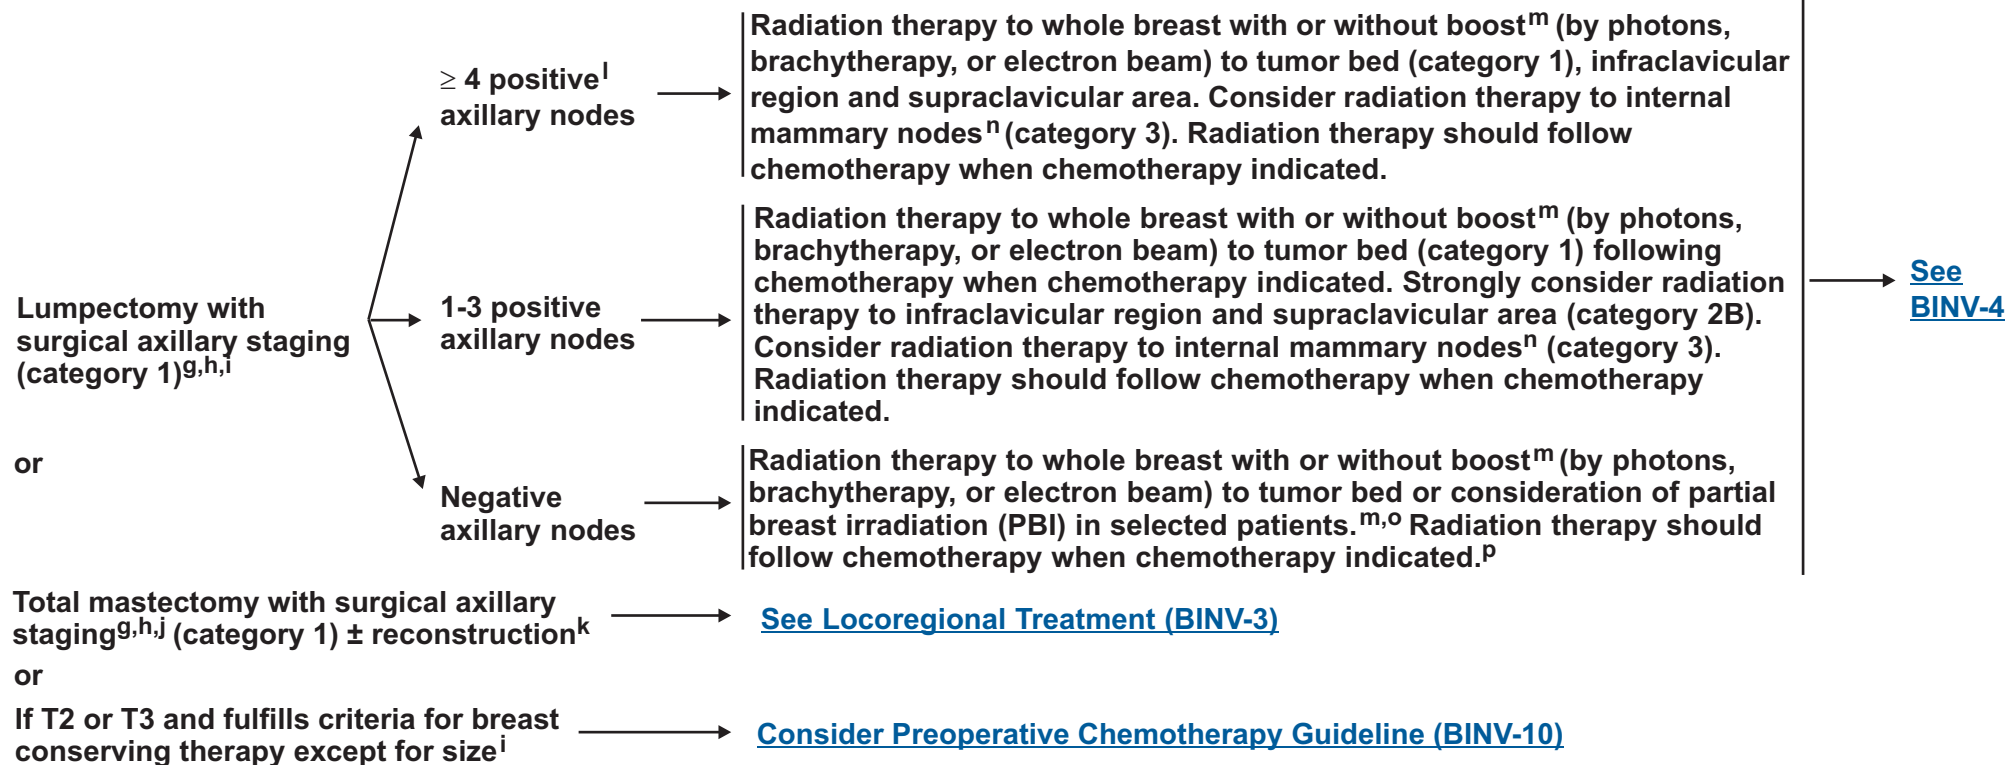 ≥ 4 positive^l
axillary nodes
Radiation therapy to whole breast with or without boost^m (by photons,
brachytherapy, or electron beam) to tumor bed (category 1), infraclavicular
region and supraclavicular area. Consider radiation therapy to internal
mammary nodes^n (category 3). Radiation therapy should follow
chemotherapy when chemotherapy indicated.
Lumpectomy with
surgical axillary staging
(category 1)^g,h,i
1-3 positive
axillary nodes
Radiation therapy to whole breast with or without boost^m (by photons,
brachytherapy, or electron beam) to tumor bed (category 1) following
chemotherapy when chemotherapy indicated. Strongly consider radiation
therapy to infraclavicular region and supraclavicular area (category 2B).
Consider radiation therapy to internal mammary nodes^n (category 3).
Radiation therapy should follow chemotherapy when chemotherapy
indicated.
See
BINV-4
or
Negative
axillary nodes
Radiation therapy to whole breast with or without boost^m (by photons,
brachytherapy, or electron beam) to tumor bed or consideration of partial
breast irradiation (PBI) in selected patients.^m,o Radiation therapy should
follow chemotherapy when chemotherapy indicated.^p
Total mastectomy with surgical axillary
staging^g,h,j (category 1) ± reconstruction^k
See Locoregional Treatment (BINV-3)
or
If T2 or T3 and fulfills criteria for breast
conserving therapy except for size^i
Consider Preoperative Chemotherapy Guideline (BINV-10)